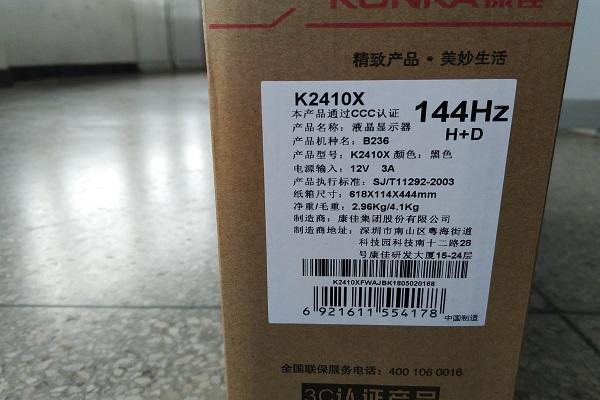 KONKA 康佳
精致产品·美妙生活
K2410X
本产品通过CCC认证
144Hz
产品名称：液晶显示器
H+D
产品机种名：B236
产品型号：K2410X 颜色：黑色
电源输入：12V 3A
产品执行标准：SJ/T11292-2003
纸箱尺寸：618X114X444mm
净重/毛重：2.96Kg/4.1Kg
制造商：康佳集团股份有限公司
制造商地址：深圳市南山区粤海街道
科技园科技南十二路28
号康佳研发大厦15-24层
K2410XFWAJBK1805020168
6 921611 554178
中国制造
全国联保服务电话：400 106 0016
3C认证产品